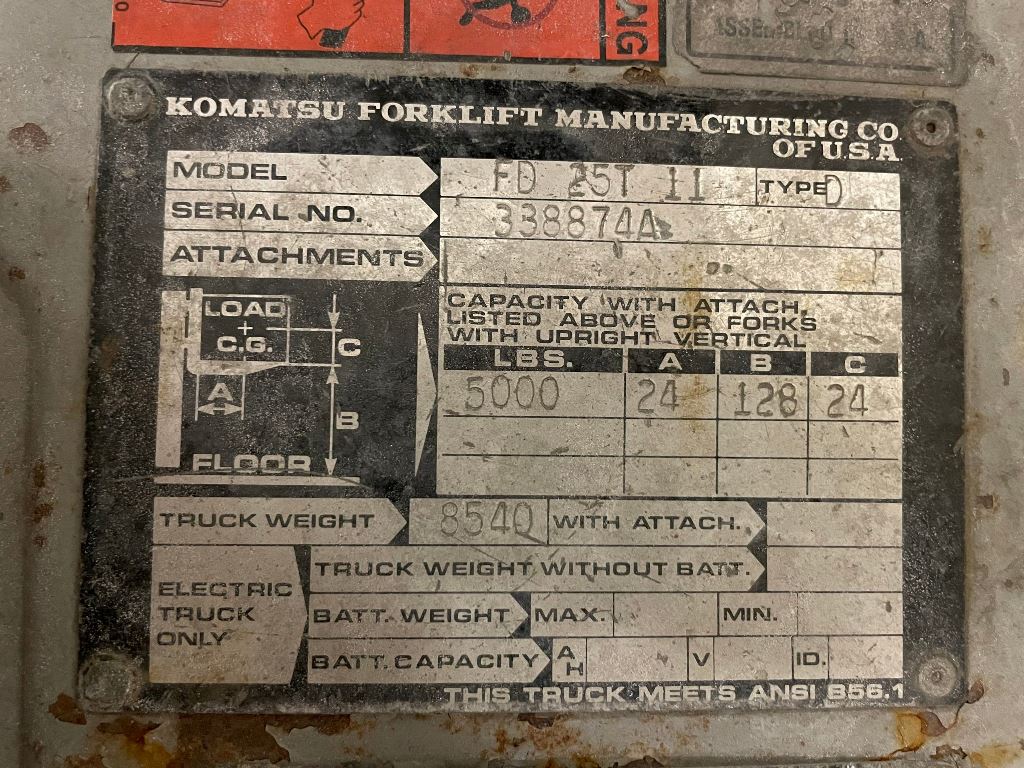 NG
ASSEMBLED
KOMATSU FORKLIFT MANUFACTURING CO.
OF U.S.A.
MODEL FD 25T 11 TYPE D
SERIAL NO. 338874A
ATTACHMENTS
CAPACITY WITH ATTACH.
LISTED ABOVE OR FORKS
WITH UPRIGHT VERTICAL
LOAD
+
C.G.
A
C
B
FLOOR
LBS. A B C
5000 24 128 24
TRUCK WEIGHT 8540 WITH ATTACH.
ELECTRIC
TRUCK
ONLY
TRUCK WEIGHT WITHOUT BATT.
BATT. WEIGHT MAX. MIN.
BATT. CAPACITY AH V ID.
THIS TRUCK MEETS ANSI B56.1